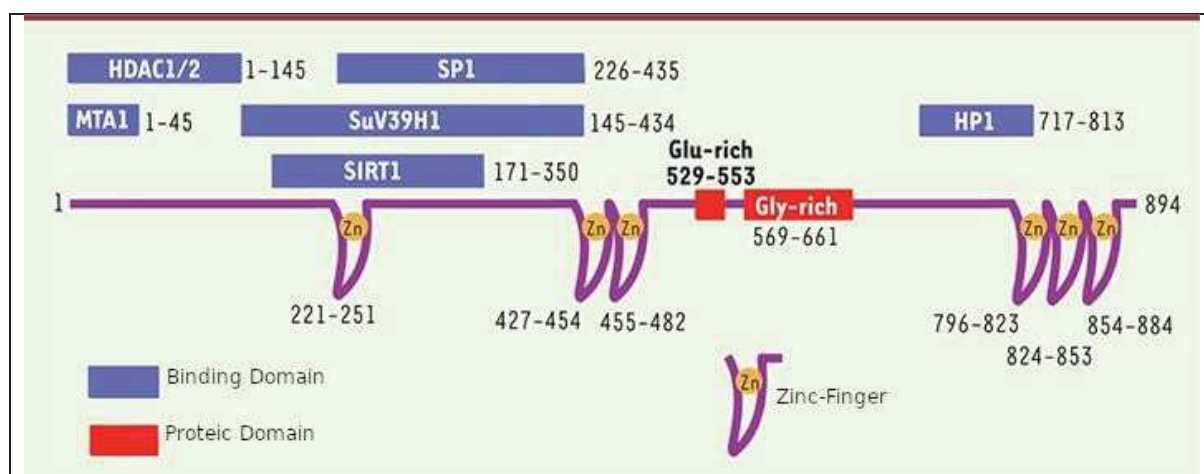 HDAC1/2 1-145 SP1 226-435
MTA1 1-45 SuV39H1 145-434 HP1 717-813
Glu-rich
529-553
SIRT1 171-350
1 Gly-rich 894
Zn Zn Zn Zn Zn Zn
569-661
221-251 427-454 455-482 796-823 854-884
824-853
Binding Domain
Zn Zinc-Finger
Proteic Domain